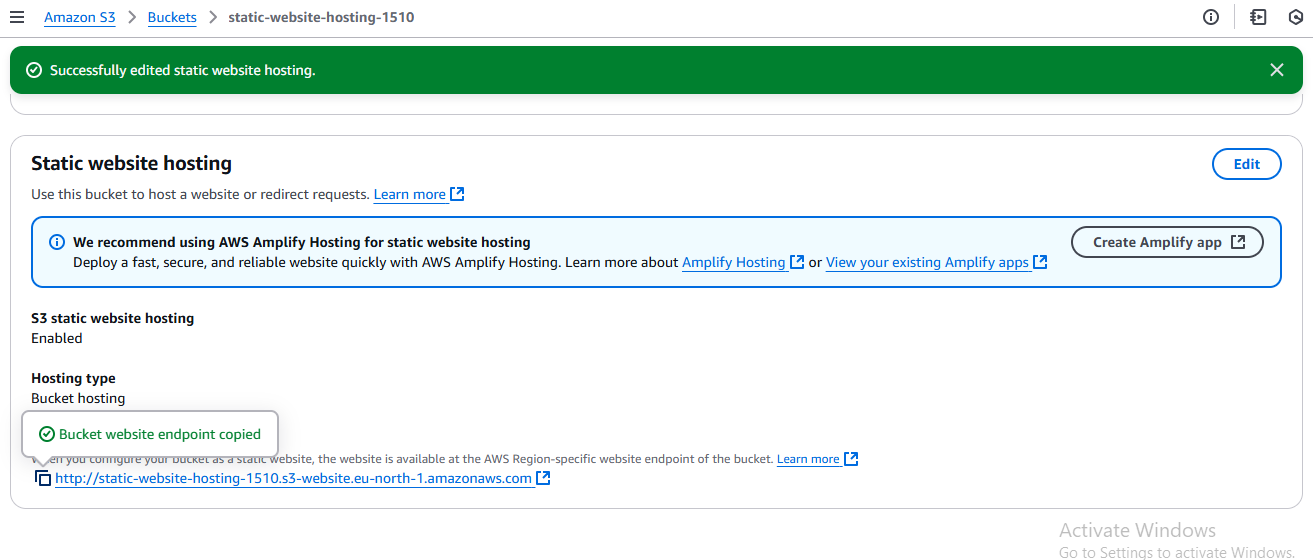 Amazon S3 > Buckets > static-website-hosting-1510
Successfully edited static website hosting.
Static website hosting
Edit
Use this bucket to host a website or redirect requests. Learn more
We recommend using AWS Amplify Hosting for static website hosting
Create Amplify app
Deploy a fast, secure, and reliable website quickly with AWS Amplify Hosting. Learn more about Amplify Hosting or View your existing Amplify apps
S3 static website hosting
Enabled
Hosting type
Bucket hosting
Bucket website endpoint copied
When you configure your bucket as a static website, the website is available at the AWS Region-specific website endpoint of the bucket. Learn more
http://static-website-hosting-1510.s3-website.eu-north-1.amazonaws.com
Activate Windows
Go to Settings to activate Windows.